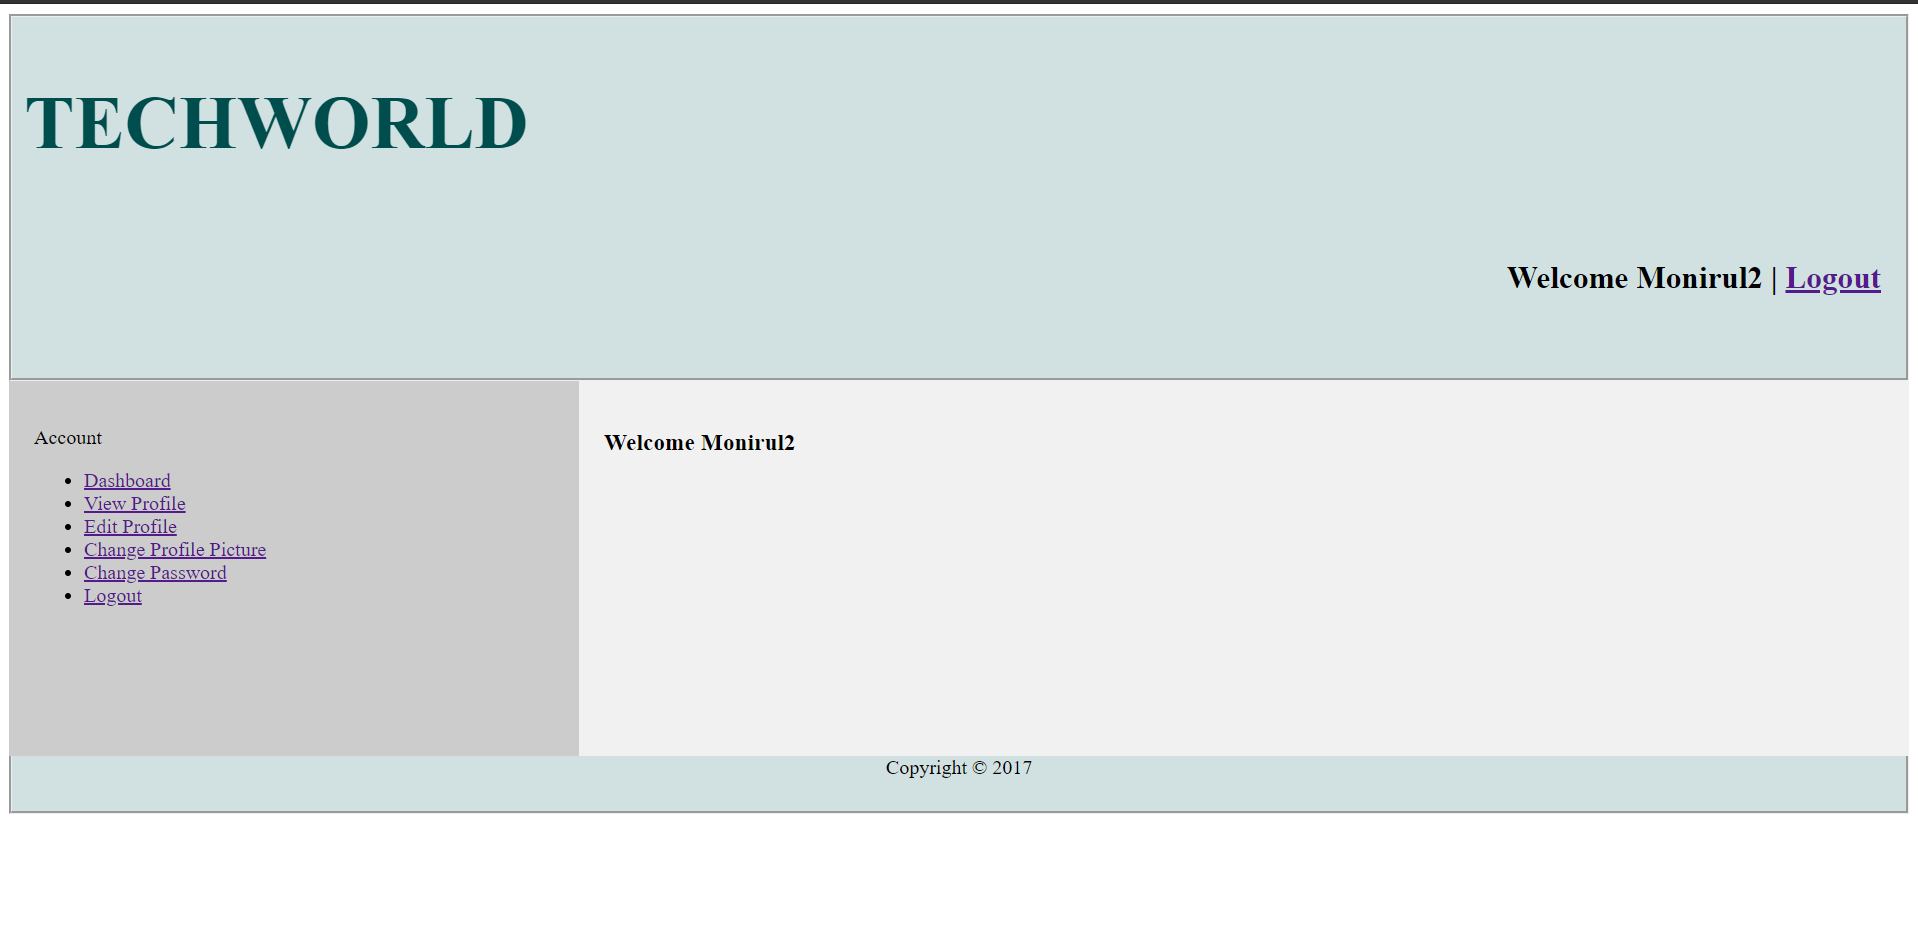 TECHWORLD
Welcome Monirul2 | Logout
Account
Dashboard
View Profile
Edit Profile
Change Profile Picture
Change Password
Logout
Welcome Monirul2
Copyright © 2017